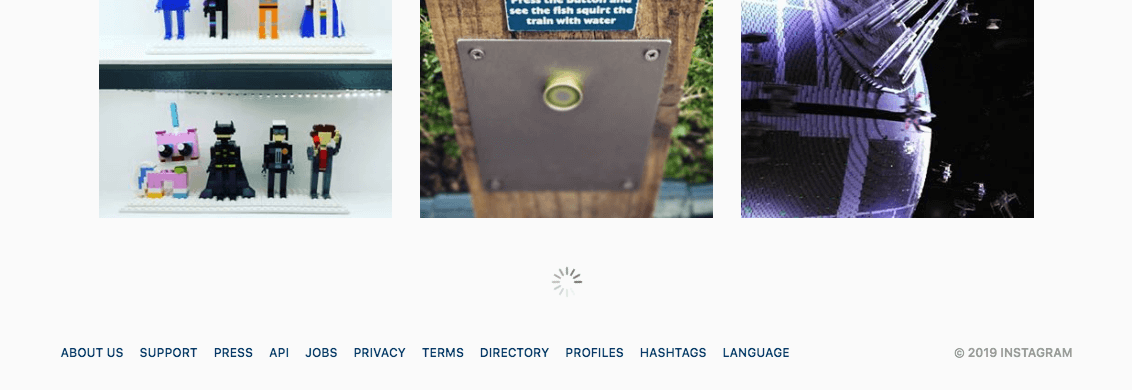 Press the button and
see the fish squirt the
train with water
ABOUT US SUPPORT PRESS API JOBS PRIVACY TERMS DIRECTORY PROFILES HASHTAGS LANGUAGE © 2019 INSTAGRAM